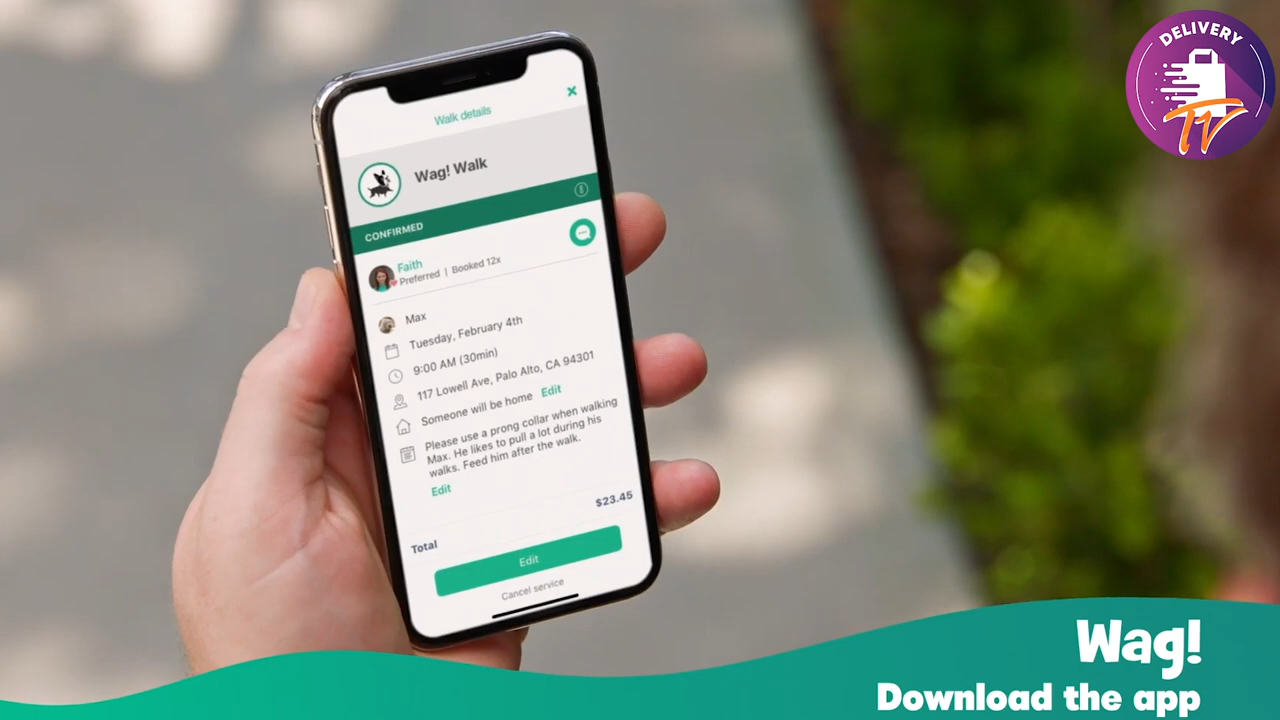 DELIVERY
TV
Walk details
Wag! Walk
CONFIRMED
Faith
Preferred | Booked 12x
Max
Tuesday, February 4th
9:00 AM (30min)
117 Lowell Ave, Palo Alto, CA 94301
Someone will be home Edit
Please use a prong collar when walking
Max. He likes to pull a lot during his
walks. Feed him after the walk.
Edit
Total $23.45
Edit
Cancel service
Wag!
Download the app